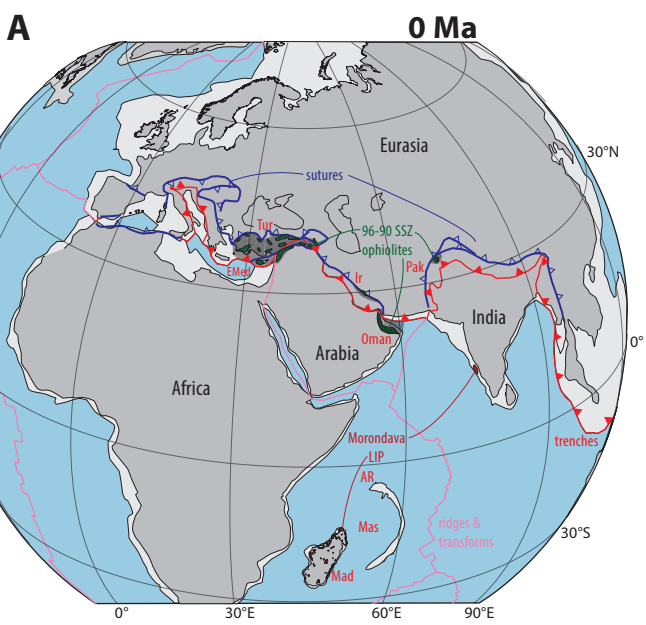 A
0 Ma
30°N
Eurasia
sutures
Tur
96-90 SSZ
ophiolites
EMed
Ir
Pak
India
0°
Oman
Arabia
Africa
Morondava
LIP
trenches
AR
Mas
ridges &
transforms
30°S
Mad
0°
30°E
60°E
90°E